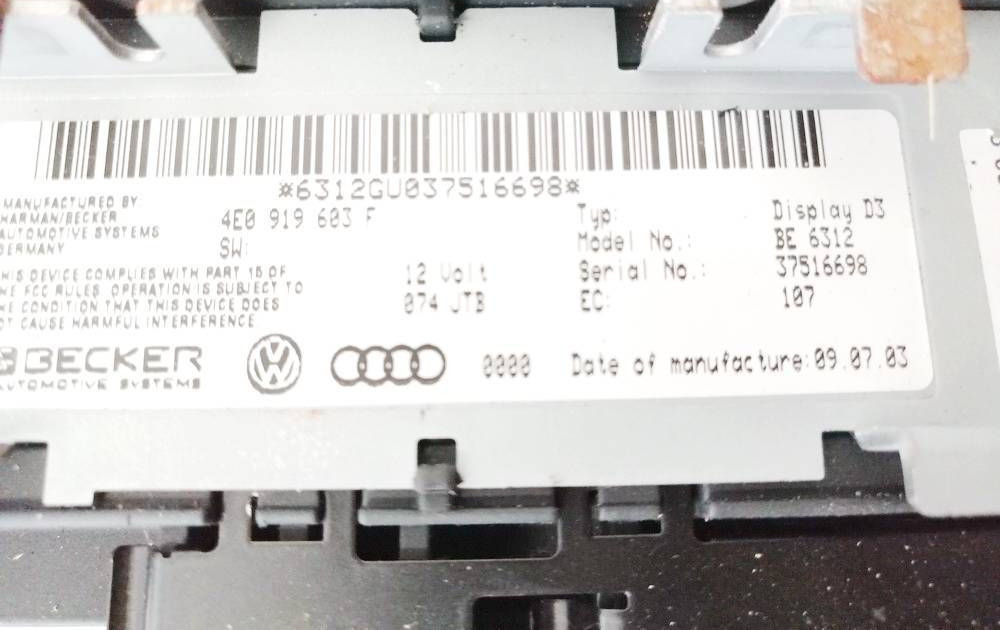 *6312GU037516698*
MANUFACTURED BY:
HARMAN/BECKER
AUTOMOTIVE SYSTEMS
GERMANY
4E0 919 603 F
SW:
THIS DEVICE COMPLIES WITH PART 15 OF
THE FCC RULES. OPERATION IS SUBJECT TO
THE CONDITION THAT THIS DEVICE DOES
NOT CAUSE HARMFUL INTERFERENCE
12 Volt
074 JTB
Typ: Display D3
Model No.: BE 6312
Serial No.: 37516698
EC: 107
BECKER
AUTOMOTIVE SYSTEMS
0000
Date of manufacture:09.07.03